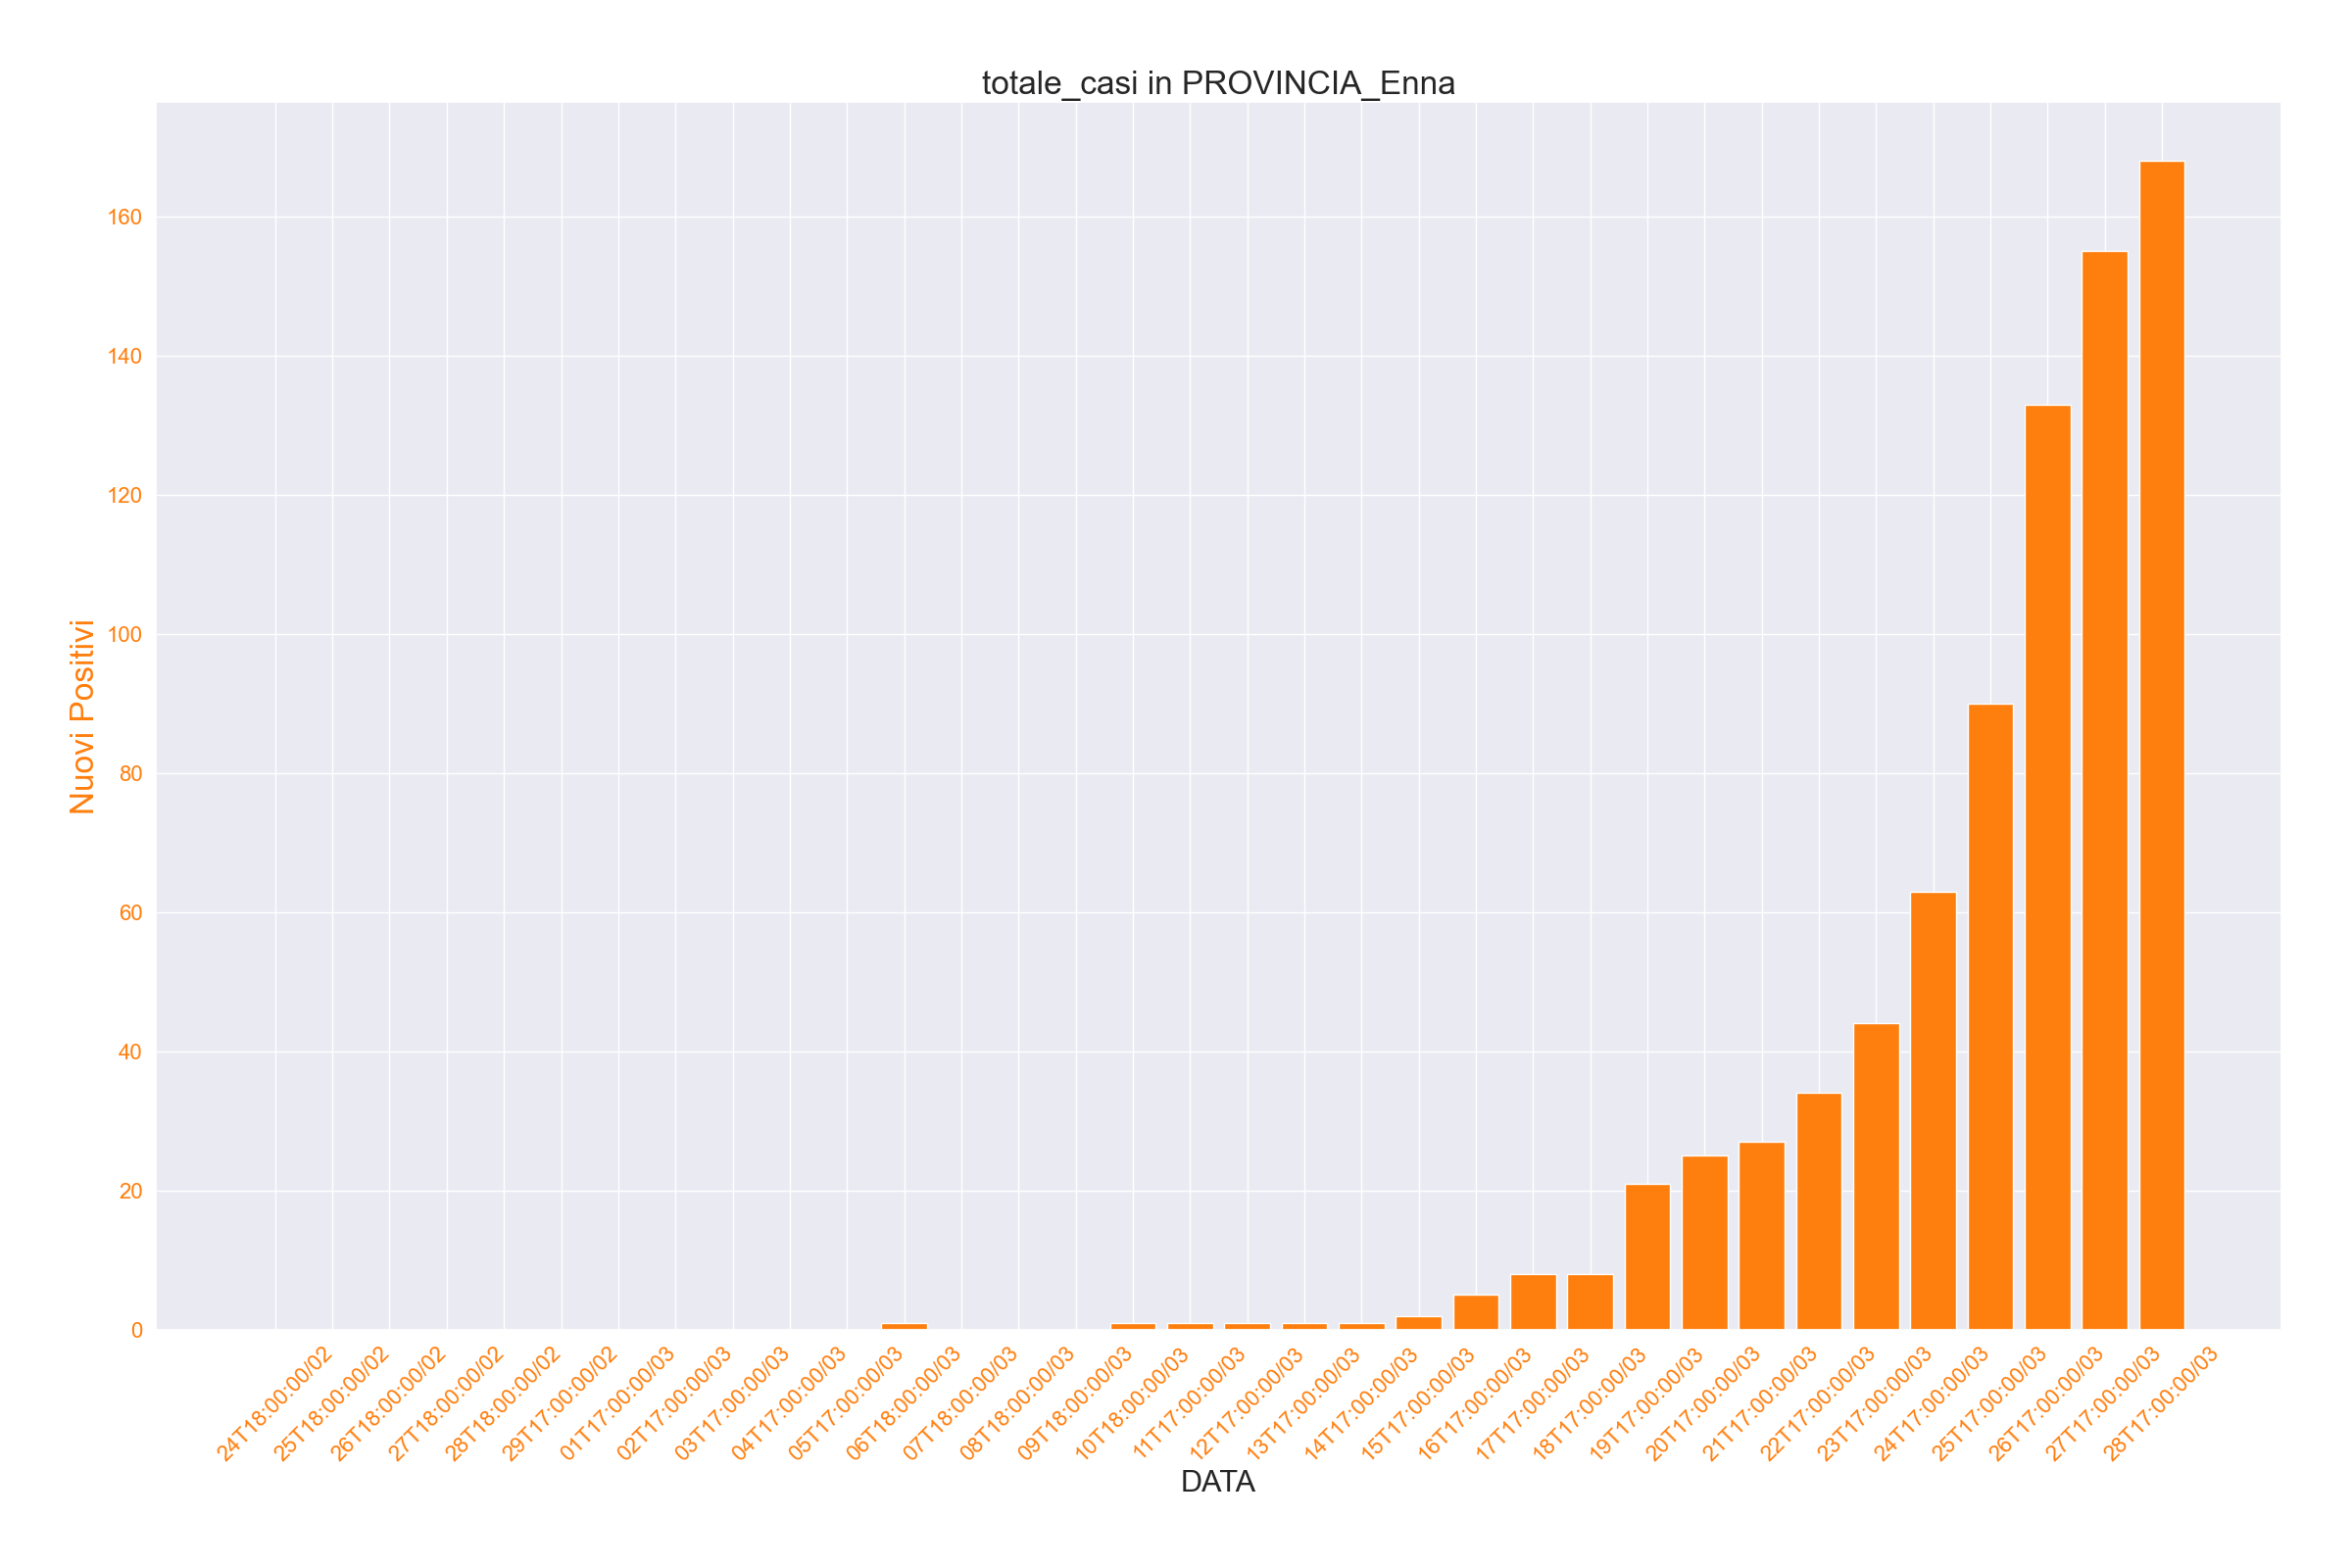 totale_casi in PROVINCIA_Enna
Nuovi Positivi
160
140
120
100
80
60
40
20
0
24T18:00:00/02
25T18:00:00/02
26T18:00:00/02
27T18:00:00/02
28T18:00:00/02
29T17:00:00/02
01T17:00:00/03
02T17:00:00/03
03T17:00:00/03
04T17:00:00/03
05T17:00:00/03
06T18:00:00/03
07T18:00:00/03
08T18:00:00/03
09T18:00:00/03
10T18:00:00/03
11T17:00:00/03
12T17:00:00/03
13T17:00:00/03
14T17:00:00/03
15T17:00:00/03
16T17:00:00/03
17T17:00:00/03
18T17:00:00/03
19T17:00:00/03
20T17:00:00/03
21T17:00:00/03
22T17:00:00/03
23T17:00:00/03
24T17:00:00/03
25T17:00:00/03
26T17:00:00/03
27T17:00:00/03
28T17:00:00/03
DATA